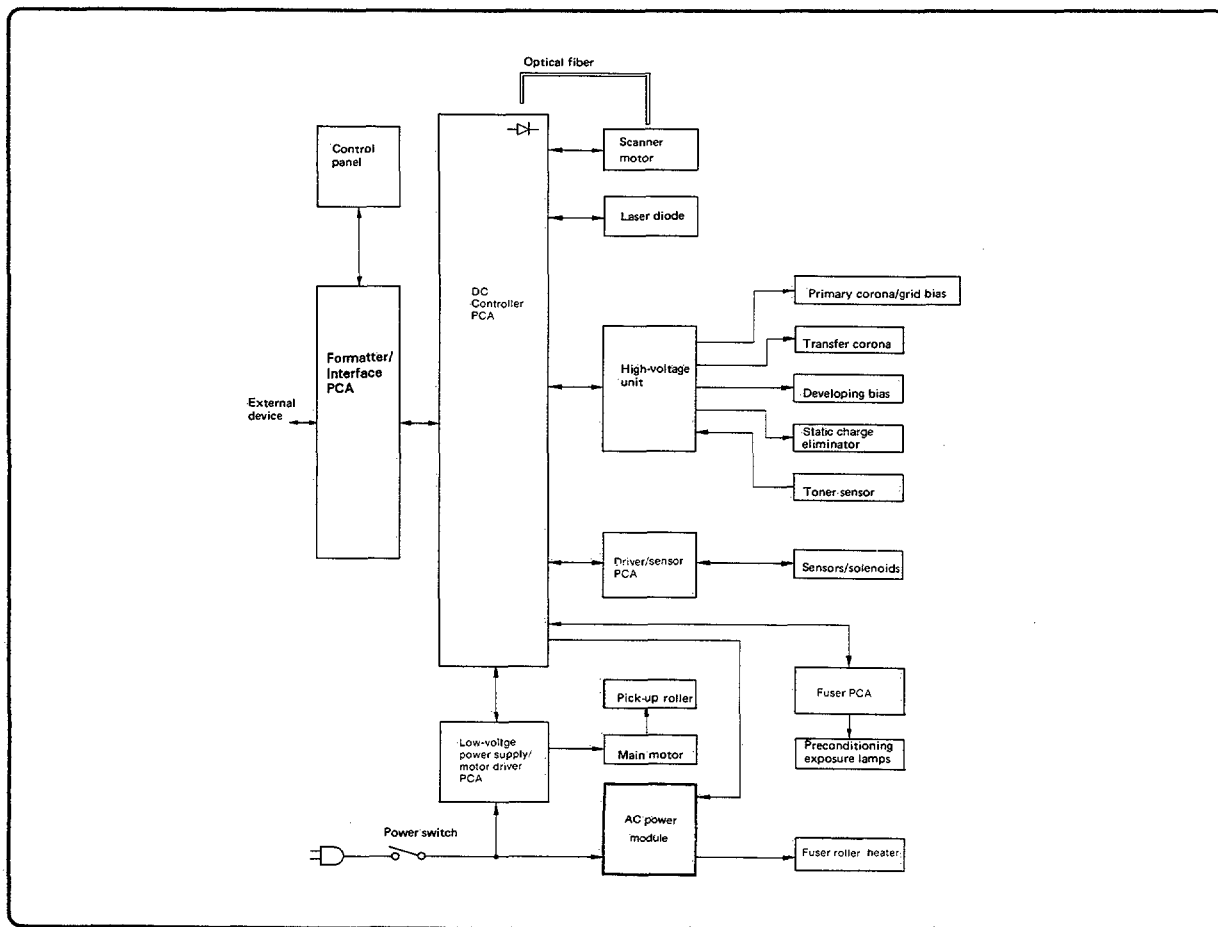 Optical fiber
Control
panel
Scanner
motor
Laser diode
DC
Controller
PCA
Primary corona/grid bias
Formatter/
Interface
PCA
High-voltage
unit
Transfer corona
Developing bias
External
device
Static charge
eliminator
Toner sensor
Driver/sensor
PCA
Sensors/solenoids
Pick-up roller
Fuser PCA
Low-voltge
power supply/
motor driver
PCA
Main motor
Preconditioning
exposure lamps
Power switch
AC power
module
Fuser roller heater